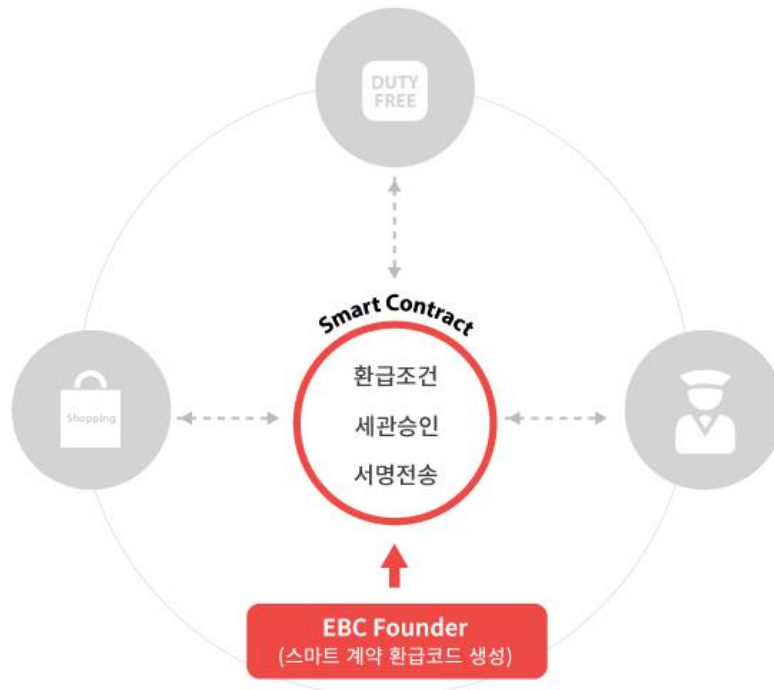 DUTY
FREE
Smart Contract
환급조건
Shopping
세관승인
서명전송
EBC Founder
(스마트 계약 환급코드 생성)